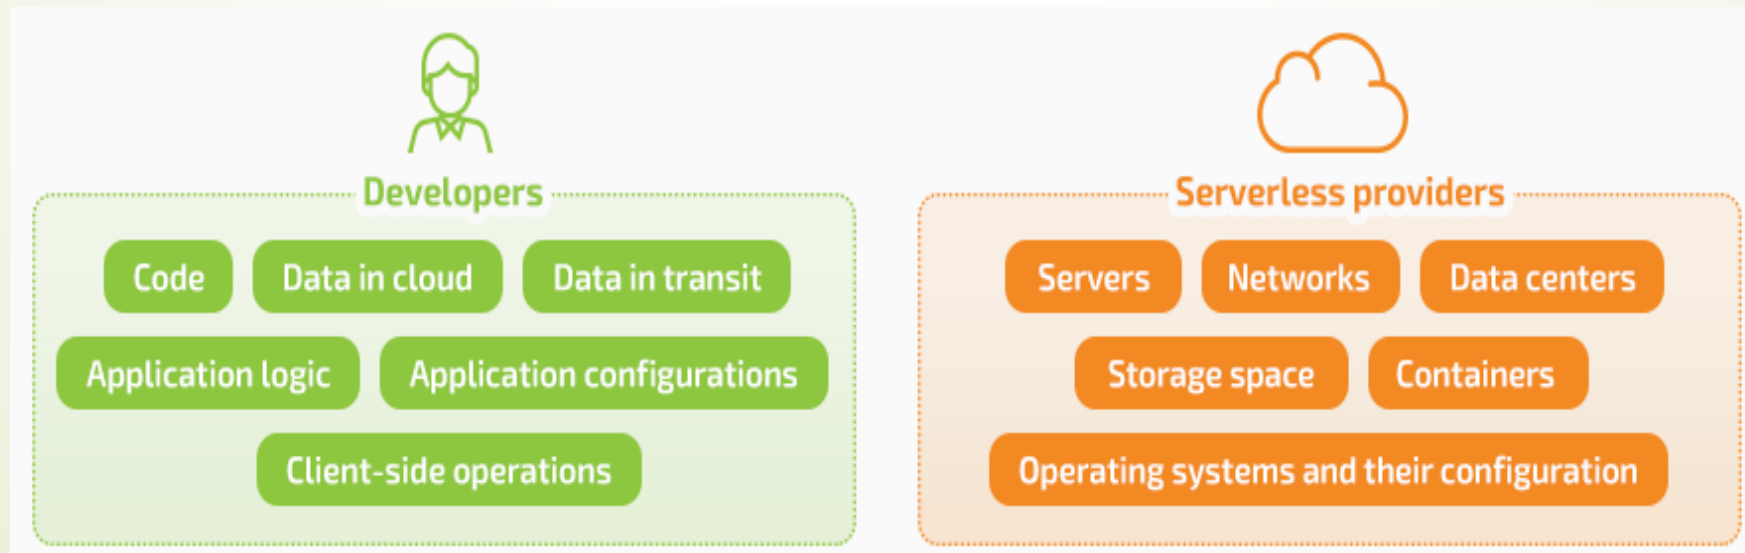 Developers
Code
Data in cloud
Data in transit
Application logic
Application configurations
Client-side operations
Serverless providers
Servers
Networks
Data centers
Storage space
Containers
Operating systems and their configuration